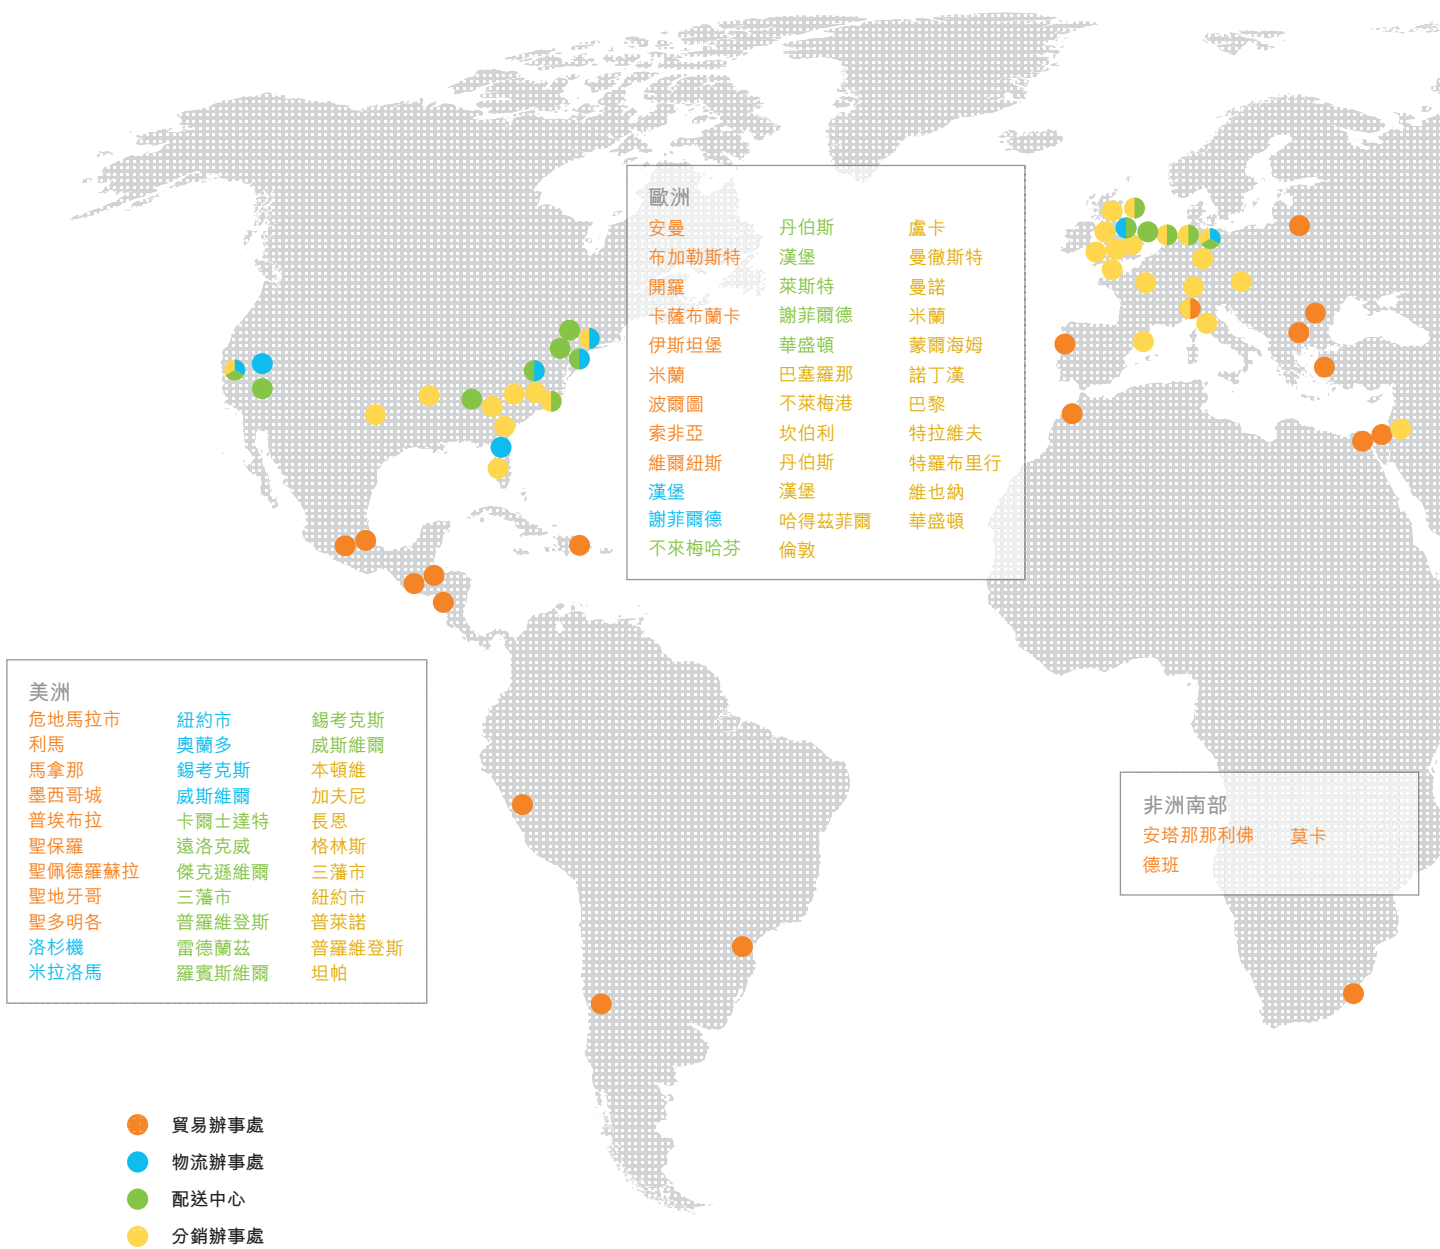 歐洲
安曼
布加勒斯特
開羅
卡薩布蘭卡
伊斯坦堡
米蘭
波爾圖
索非亞
維爾紐斯
漢堡
謝菲爾德
不來梅哈芬
丹伯斯
漢堡
萊斯特
謝菲爾德
華盛頓
巴塞羅那
不萊梅港
坎伯利
丹伯斯
漢堡
哈得茲菲爾
倫敦
盧卡
曼徹斯特
曼諾
米蘭
蒙爾海姆
諾丁漢
巴黎
特拉維夫
特羅布里行
維也納
華盛頓
美洲
危地馬拉市
利馬
馬拿那
墨西哥城
普埃布拉
聖保羅
聖佩德羅蘇拉
聖地牙哥
聖多明各
洛杉機
米拉洛馬
紐約市
奧蘭多
錫考克斯
威斯維爾
卡爾士達特
遠洛克威
傑克遜維爾
三藩市
普羅維登斯
雷德蘭茲
羅賓斯維爾
錫考克斯
威斯維爾
本頓維
加夫尼
長恩
格林斯
三藩市
紐約市
普萊諾
普羅維登斯
坦帕
非洲南部
安塔那那利佛
德班
莫卡
貿易辦事處
物流辦事處
配送中心
分銷辦事處